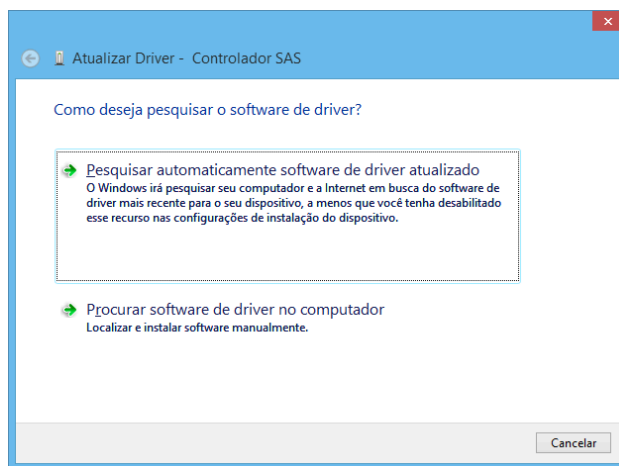 Atualizar Driver - Controlador SAS
Como deseja pesquisar o software de driver?
Pesquisar automaticamente software de driver atualizado
O Windows irá pesquisar seu computador e a Internet em busca do software de
driver mais recente para o seu dispositivo, a menos que você tenha desabilitado
esse recurso nas configurações de instalação do dispositivo.
Procurar software de driver no computador
Localizar e instalar software manualmente.
Cancelar